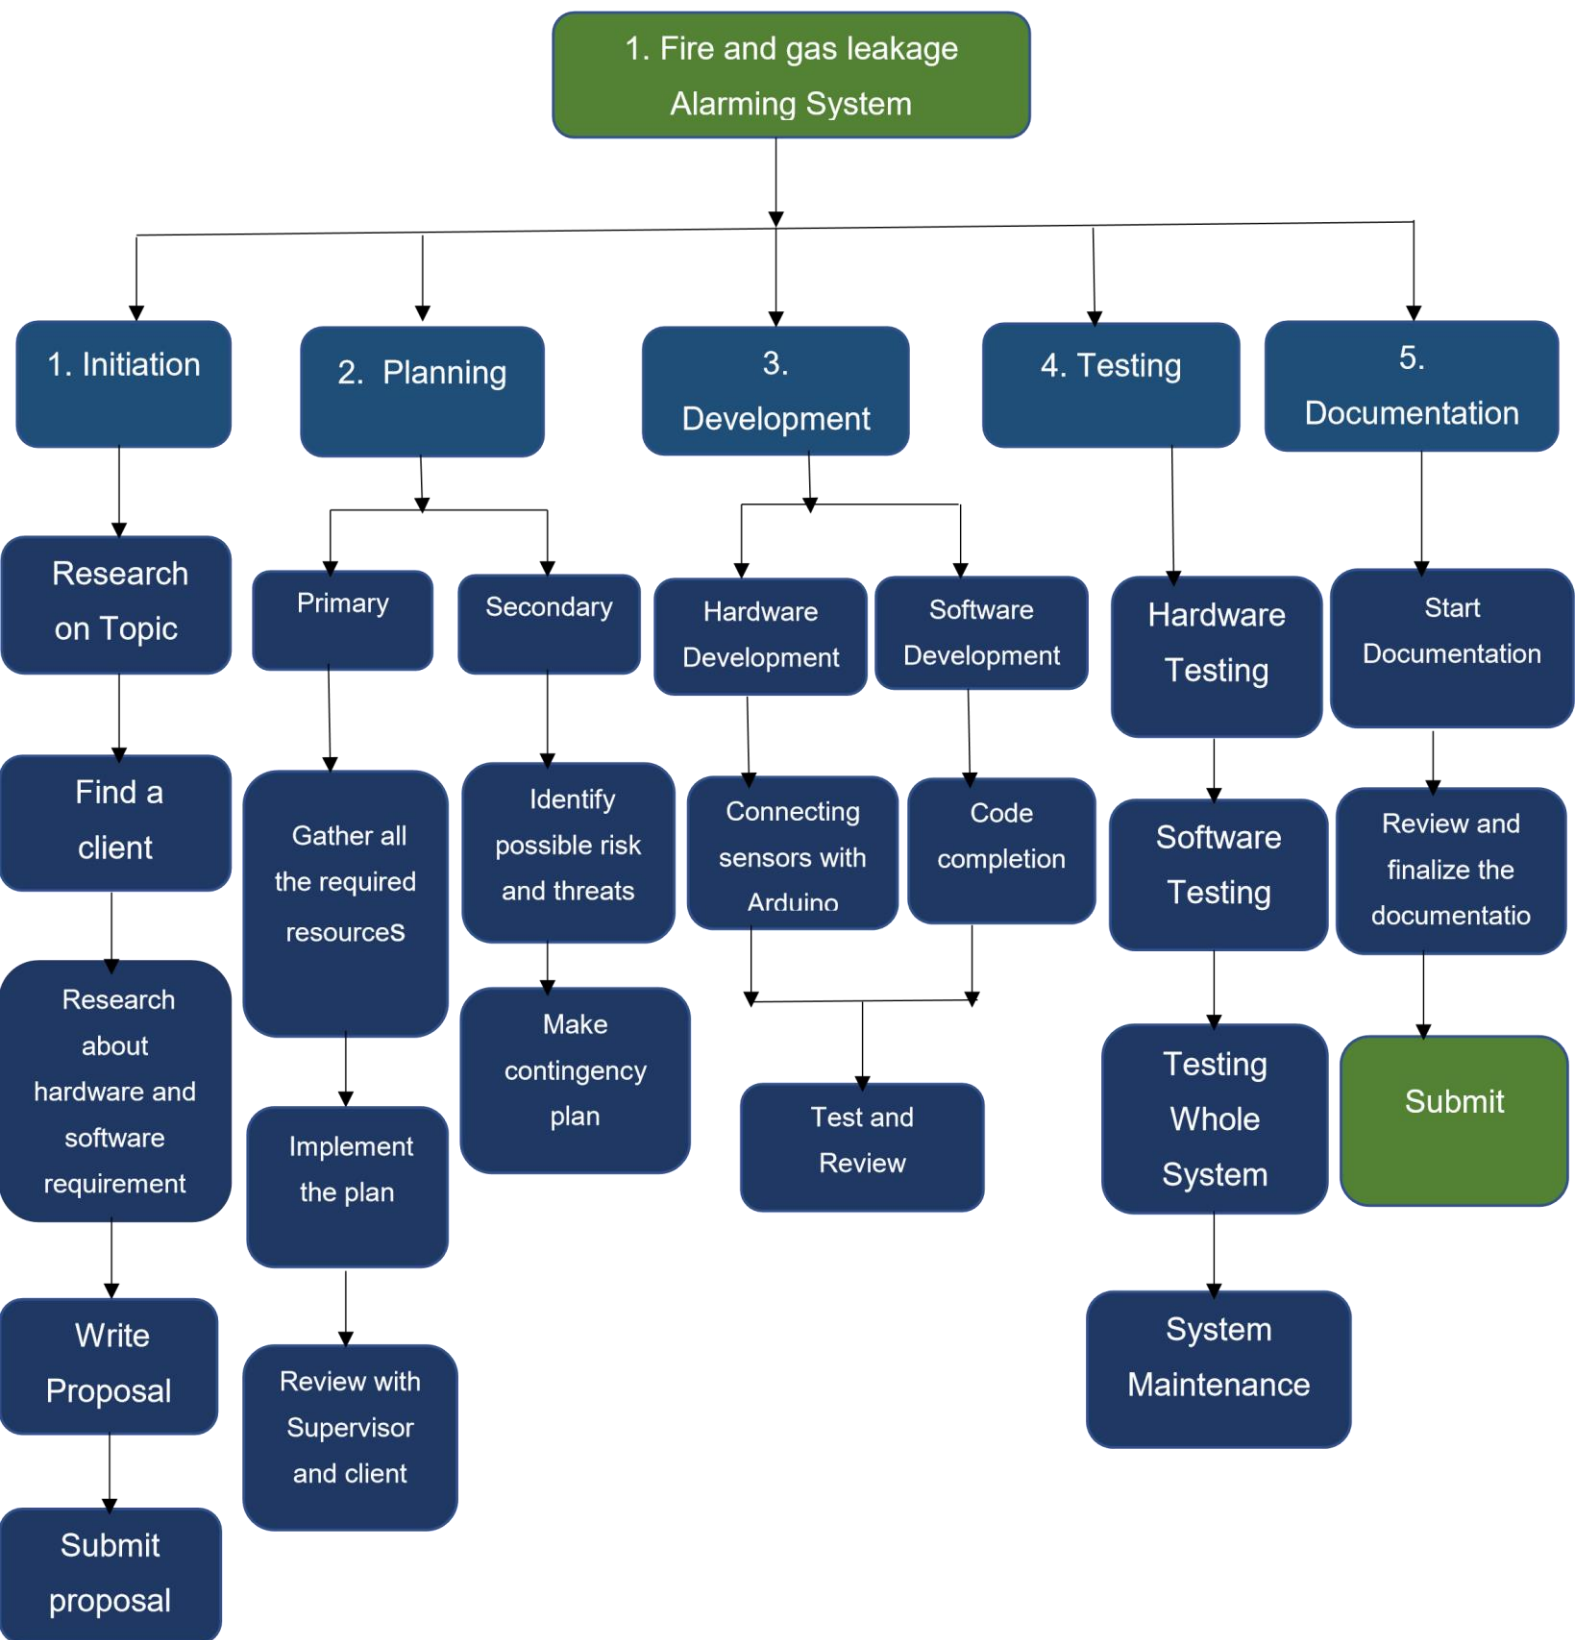 1. Fire and gas leakage
Alarming System
1. Initiation
2. Planning
3.
Development
4. Testing
5.
Documentation
Research
on Topic
Find a
client
Research
about
hardware and
software
requirement
Write
Proposal
Submit
proposal
Primary
Gather all
the required
resources
Implement
the plan
Review with
Supervisor
and client
Secondary
Identify
possible risk
and threats
Make
contingency
plan
Hardware
Development
Connecting
sensors with
Arduino
Software
Development
Code
completion
Test and
Review
Hardware
Testing
Software
Testing
Testing
Whole
System
System
Maintenance
Start
Documentation
Review and
finalize the
documentatio
Submit